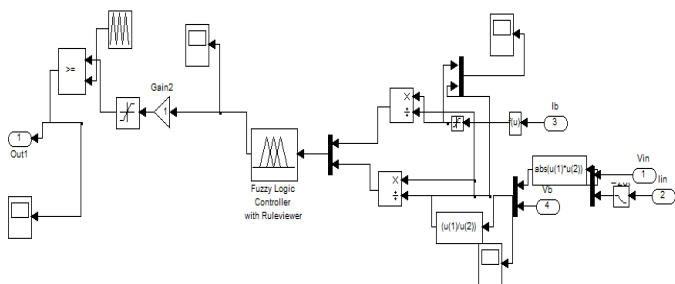 >=
Gain2
1
1
Out1
Fuzzy Logic
Controller
with Ruleviewer
X
÷
X
÷
f(u)
Ib
3
abs(u(1)*u(2))
Vin
1
Iin
2
Vb
4
(u(1)/u(2))